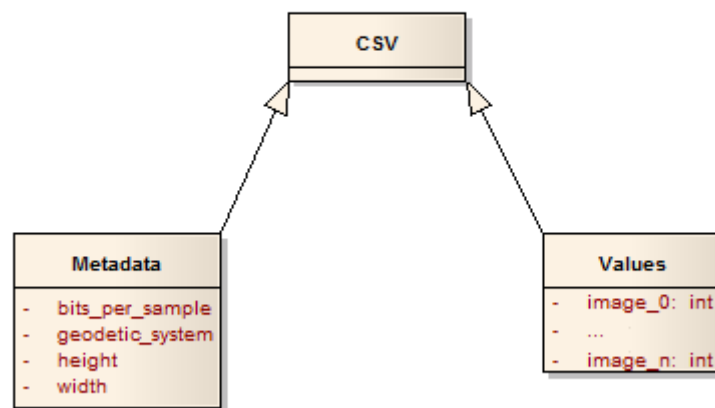 CSV
Metadata
- bits_per_sample
- geodetic_system
- height
- width
Values
- image_0: int
- ...
- image_n: int